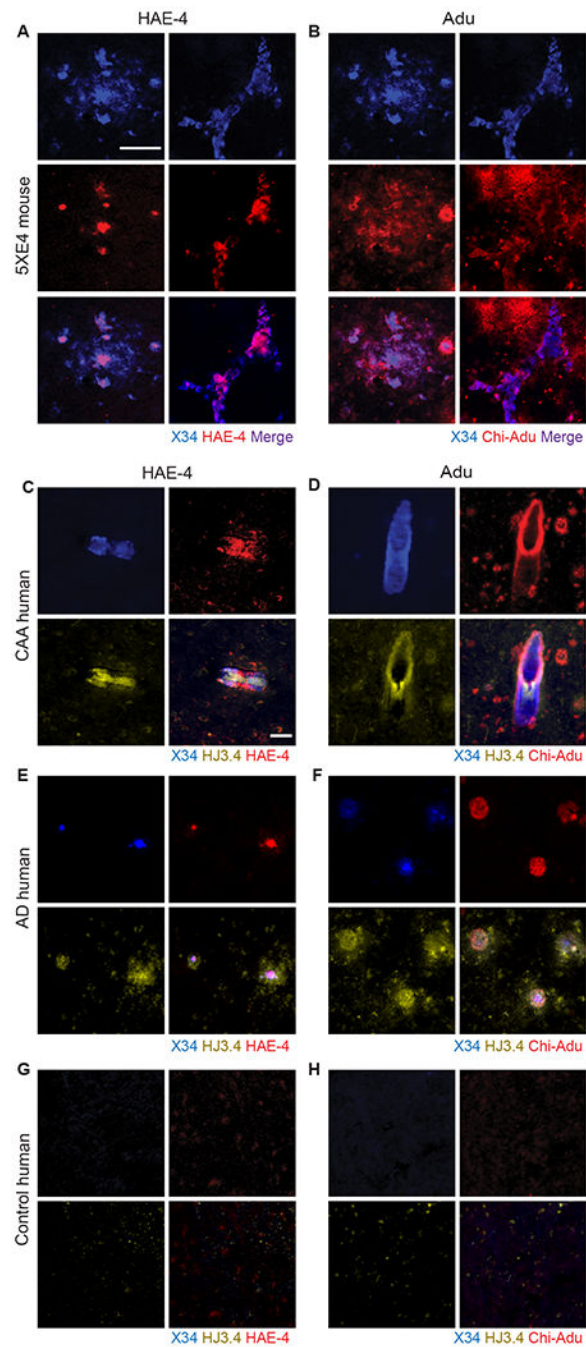 HAE-4 Adu
A B
5XE4 mouse
X34 HAE-4 Merge X34 Chi-Adu Merge
HAE-4 Adu
C D
CAA human
X34 HJ3.4 HAE-4 X34 HJ3.4 Chi-Adu
E F
AD human
X34 HJ3.4 HAE-4 X34 HJ3.4 Chi-Adu
G H
Control human
X34 HJ3.4 HAE-4 X34 HJ3.4 Chi-Adu